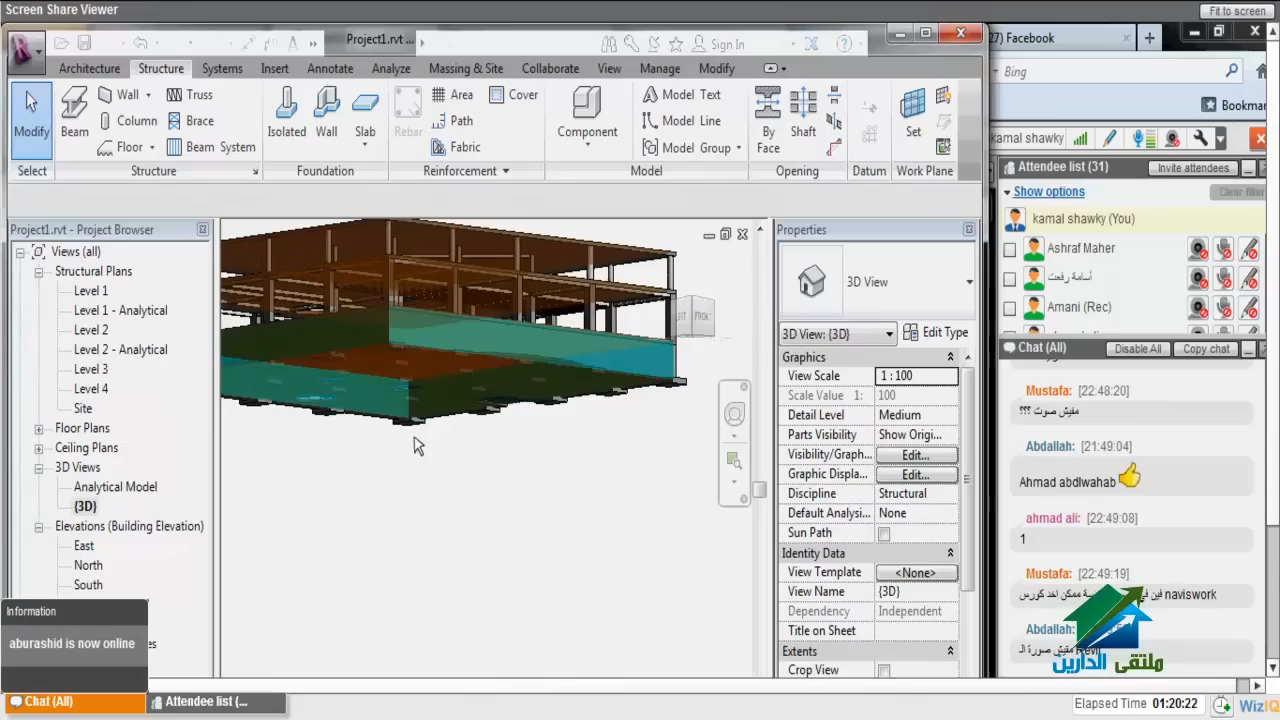 Screen Share Viewer
Fit to screen
Project1.rvt ...
Sign In
27) Facebook
Architecture
Structure
Systems
Insert
Annotate
Analyze
Massing & Site
Collaborate
View
Manage
Modify
Bing
Bookmar
Modify
Beam
Wall
Truss
Column
Brace
Floor
Beam System
Isolated
Wall
Slab
Rebar
Area
Cover
Path
Fabric
Component
Model Text
Model Line
Model Group
By Face
Shaft
Set
Select
Structure
Foundation
Reinforcement
Model
Opening
Datum
Work Plane
kamal shawky
Attendee list (31)
Invite attendees
Show options
Clear filter
kamal shawky (You)
Ashraf Maher
أسامة رفعت
Amani (Rec)
Chat (All)
Disable All
Copy chat
Mustafa: [22:48:20]
مفيش صوت ؟؟؟
Abdallah: [21:49:04]
Ahmad abdlwahab
ahmad ali: [22:49:08]
1
Mustafa: [22:49:19]
ممكن اخد كورس naviswork
Abdallah:
مفيش صورة الـ Revit
ملتقى الدارين
Project1.rvt - Project Browser
Views (all)
Structural Plans
Level 1
Level 1 - Analytical
Level 2
Level 2 - Analytical
Level 3
Level 4
Site
Floor Plans
Ceiling Plans
3D Views
Analytical Model
{3D}
Elevations (Building Elevation)
East
North
South
FRONT
Properties
3D View
3D View: {3D}
Edit Type
Graphics
View Scale
1 : 100
Scale Value 1:
100
Detail Level
Medium
Parts Visibility
Show Origi...
Visibility/Graph...
Edit...
Graphic Displa...
Edit...
Discipline
Structural
Default Analysi...
None
Sun Path
Identity Data
View Template
<None>
View Name
{3D}
Dependency
Independent
Title on Sheet
Extents
Crop View
Information
aburashid is now online
Chat (All)
Attendee list (...
Elapsed Time 01:20:22
WizIQ